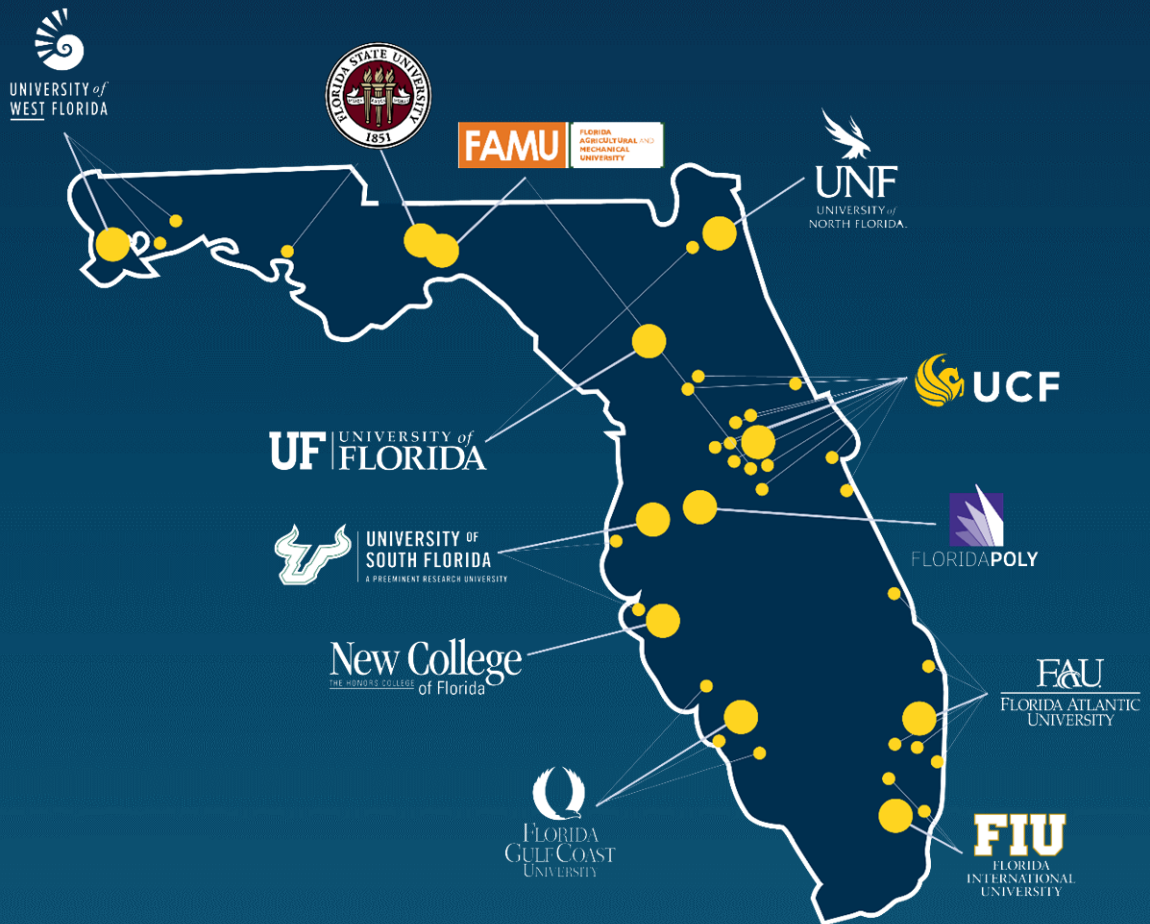 UNIVERSITY of
WEST FLORIDA
FLORIDA STATE UNIVERSITY
1851
FAMU
FLORIDA
AGRICULTURAL AND
MECHANICAL
UNIVERSITY
UNF
UNIVERSITY of
NORTH FLORIDA.
UCF
UF
UNIVERSITY of
FLORIDA
UNIVERSITY OF
SOUTH FLORIDA
A PREEMINENT RESEARCH UNIVERSITY
FLORIDAPOLY
New College
THE HONORS COLLEGE
of Florida
FAU
FLORIDA ATLANTIC
UNIVERSITY
FLORIDA
GULF COAST
UNIVERSITY
FIU
FLORIDA
INTERNATIONAL
UNIVERSITY